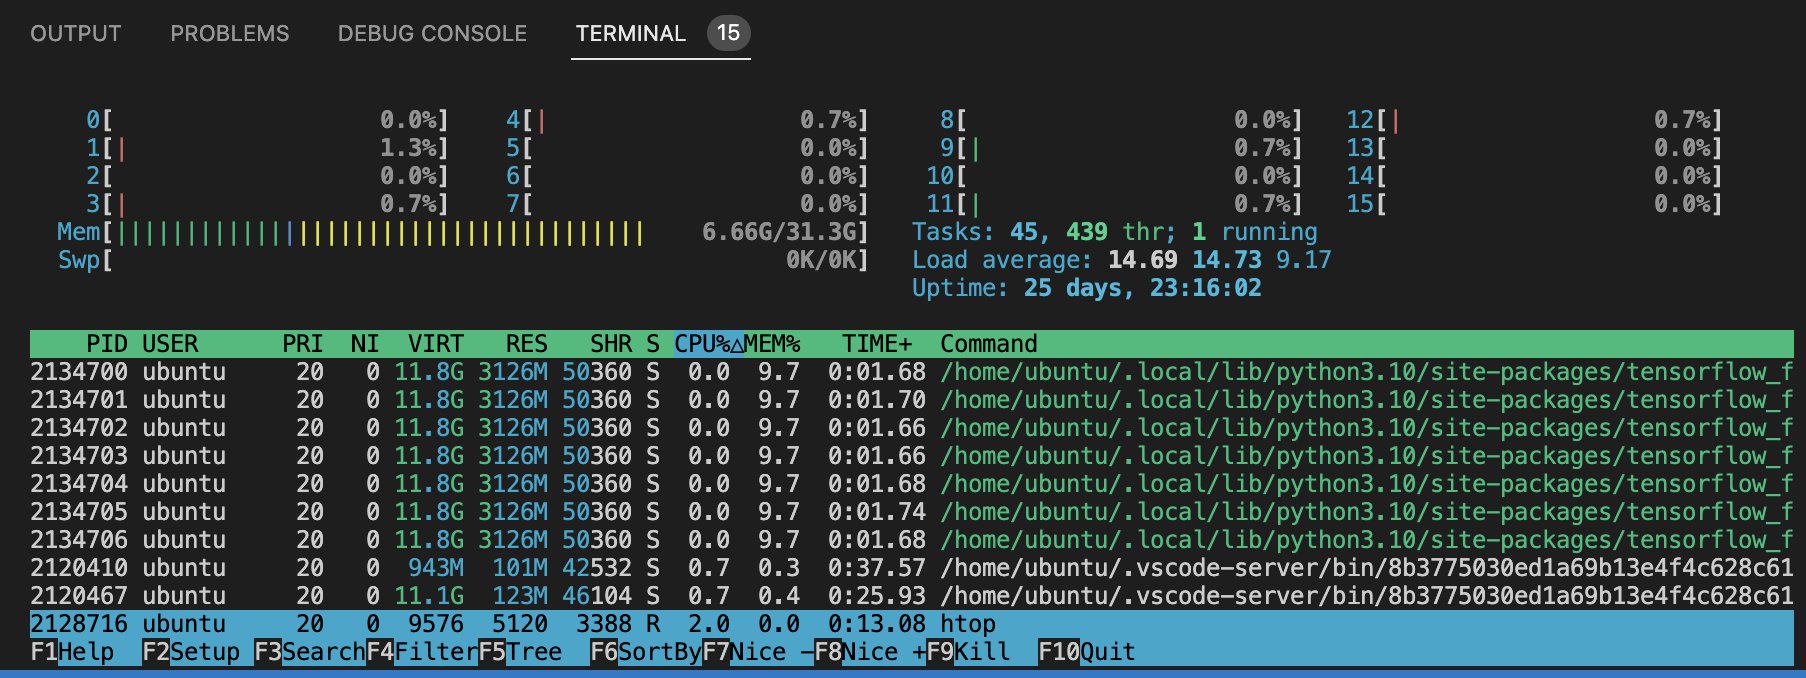 OUTPUT PROBLEMS DEBUG CONSOLE TERMINAL 15
0[ 0.0%] 4[| 0.7%] 8[ 0.0%] 12[| 0.7%]
1[| 1.3%] 5[ 0.0%] 9[| 0.7%] 13[ 0.0%]
2[ 0.0%] 6[ 0.0%] 10[ 0.0%] 14[ 0.0%]
3[| 0.7%] 7[ 0.0%] 11[| 0.7%] 15[ 0.0%]
Mem[|||||||||||||||||||||||||||||||||||||| 6.66G/31.3G] Tasks: 45, 439 thr; 1 running
Swp[ 0K/0K] Load average: 14.69 14.73 9.17
Uptime: 25 days, 23:16:02
PID USER PRI NI VIRT RES SHR S CPU%△MEM% TIME+ Command
2134700 ubuntu 20 0 11.8G 3126M 50360 S 0.0 9.7 0:01.68 /home/ubuntu/.local/lib/python3.10/site-packages/tensorflow_f
2134701 ubuntu 20 0 11.8G 3126M 50360 S 0.0 9.7 0:01.70 /home/ubuntu/.local/lib/python3.10/site-packages/tensorflow_f
2134702 ubuntu 20 0 11.8G 3126M 50360 S 0.0 9.7 0:01.66 /home/ubuntu/.local/lib/python3.10/site-packages/tensorflow_f
2134703 ubuntu 20 0 11.8G 3126M 50360 S 0.0 9.7 0:01.66 /home/ubuntu/.local/lib/python3.10/site-packages/tensorflow_f
2134704 ubuntu 20 0 11.8G 3126M 50360 S 0.0 9.7 0:01.68 /home/ubuntu/.local/lib/python3.10/site-packages/tensorflow_f
2134705 ubuntu 20 0 11.8G 3126M 50360 S 0.0 9.7 0:01.74 /home/ubuntu/.local/lib/python3.10/site-packages/tensorflow_f
2134706 ubuntu 20 0 11.8G 3126M 50360 S 0.0 9.7 0:01.68 /home/ubuntu/.local/lib/python3.10/site-packages/tensorflow_f
2120410 ubuntu 20 0 943M 101M 42532 S 0.7 0.3 0:37.57 /home/ubuntu/.vscode-server/bin/8b3775030ed1a69b13e4f4c628c61
2120467 ubuntu 20 0 11.1G 123M 46104 S 0.7 0.4 0:25.93 /home/ubuntu/.vscode-server/bin/8b3775030ed1a69b13e4f4c628c61
2128716 ubuntu 20 0 9576 5120 3388 R 2.0 0.0 0:13.08 htop
F1Help F2Setup F3SearchF4FilterF5Tree F6SortByF7Nice -F8Nice +F9Kill F10Quit